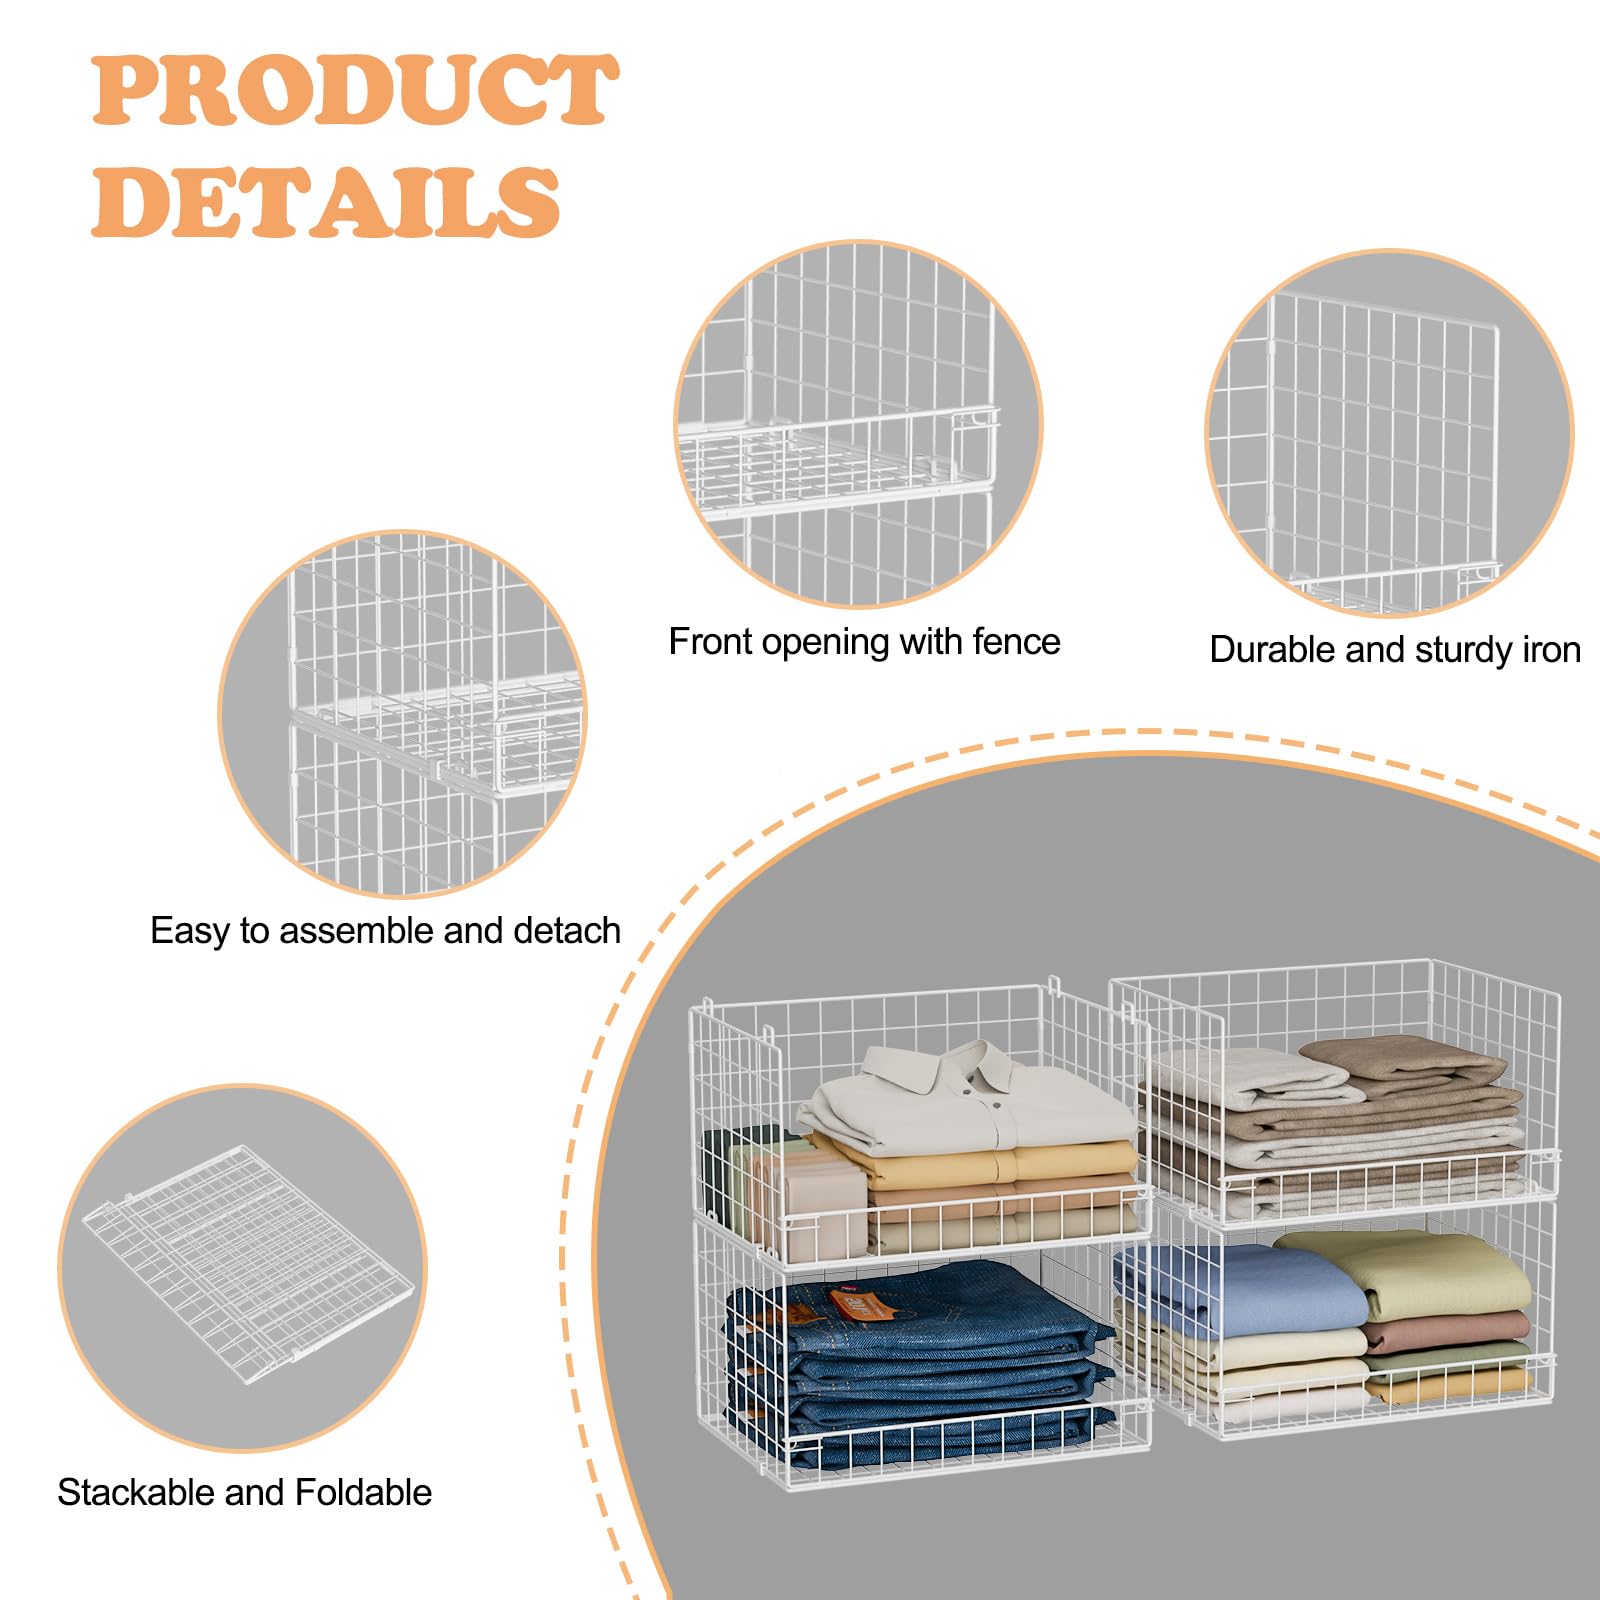 PRODUCT
DETAILS
Front opening with fence
Durable and sturdy iron
Easy to assemble and detach
Stackable and Foldable